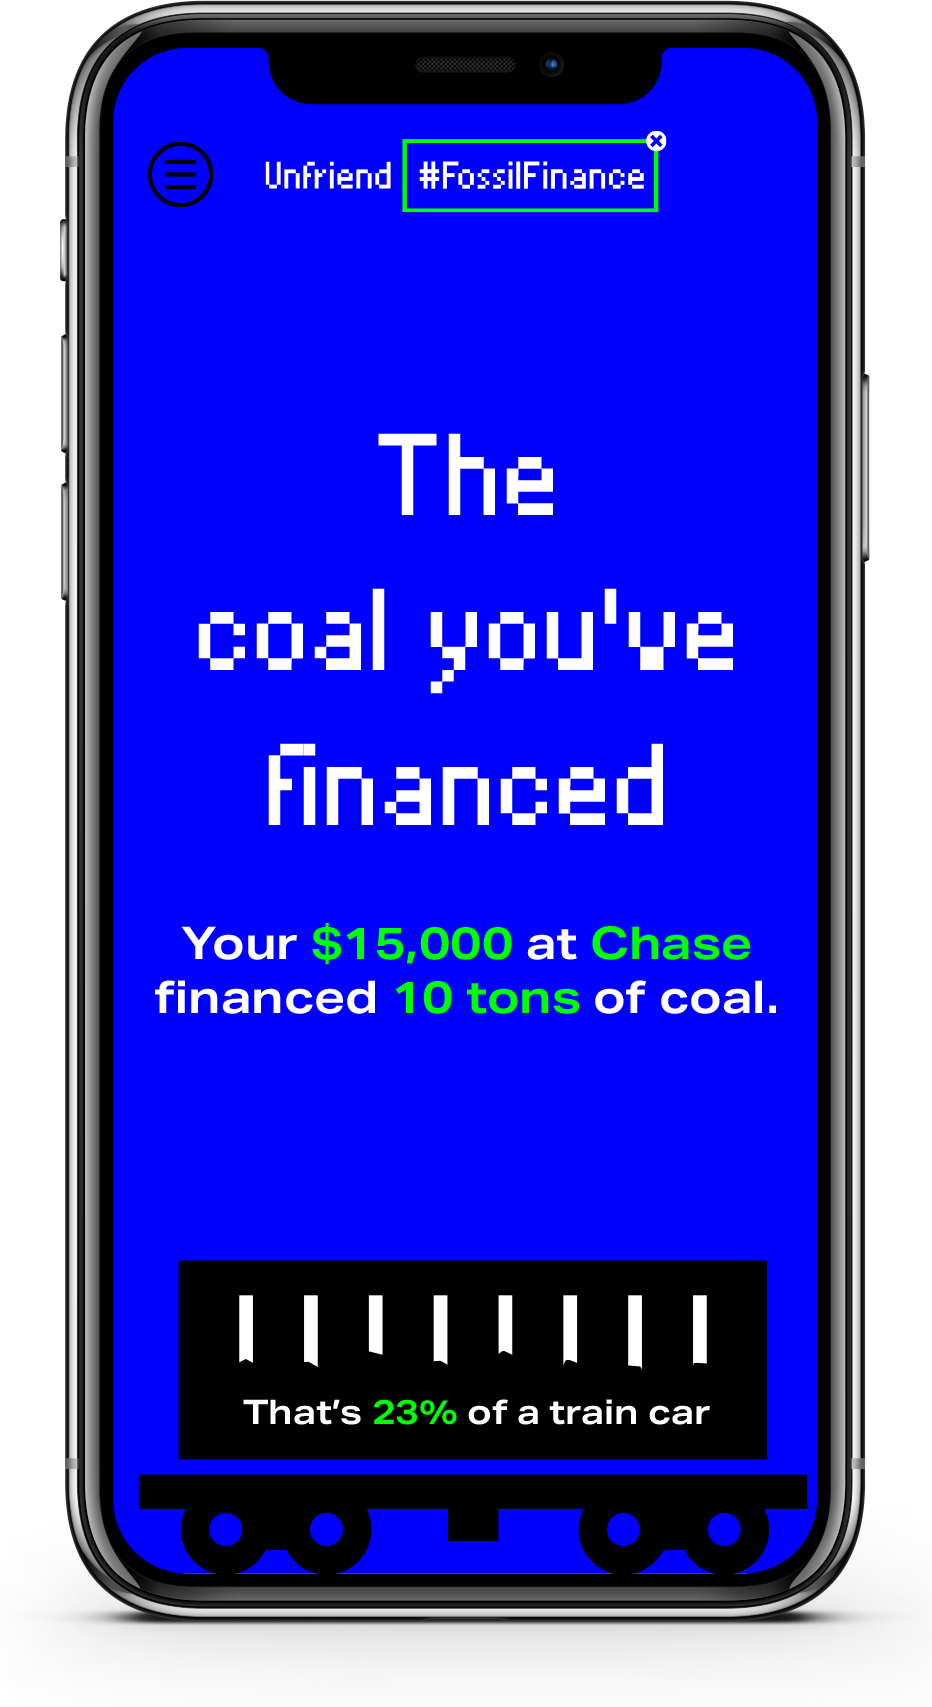 Unfriend #FossilFinance
The
coal you've
financed
Your $15,000 at Chase
financed 10 tons of coal.
That's 23% of a train car